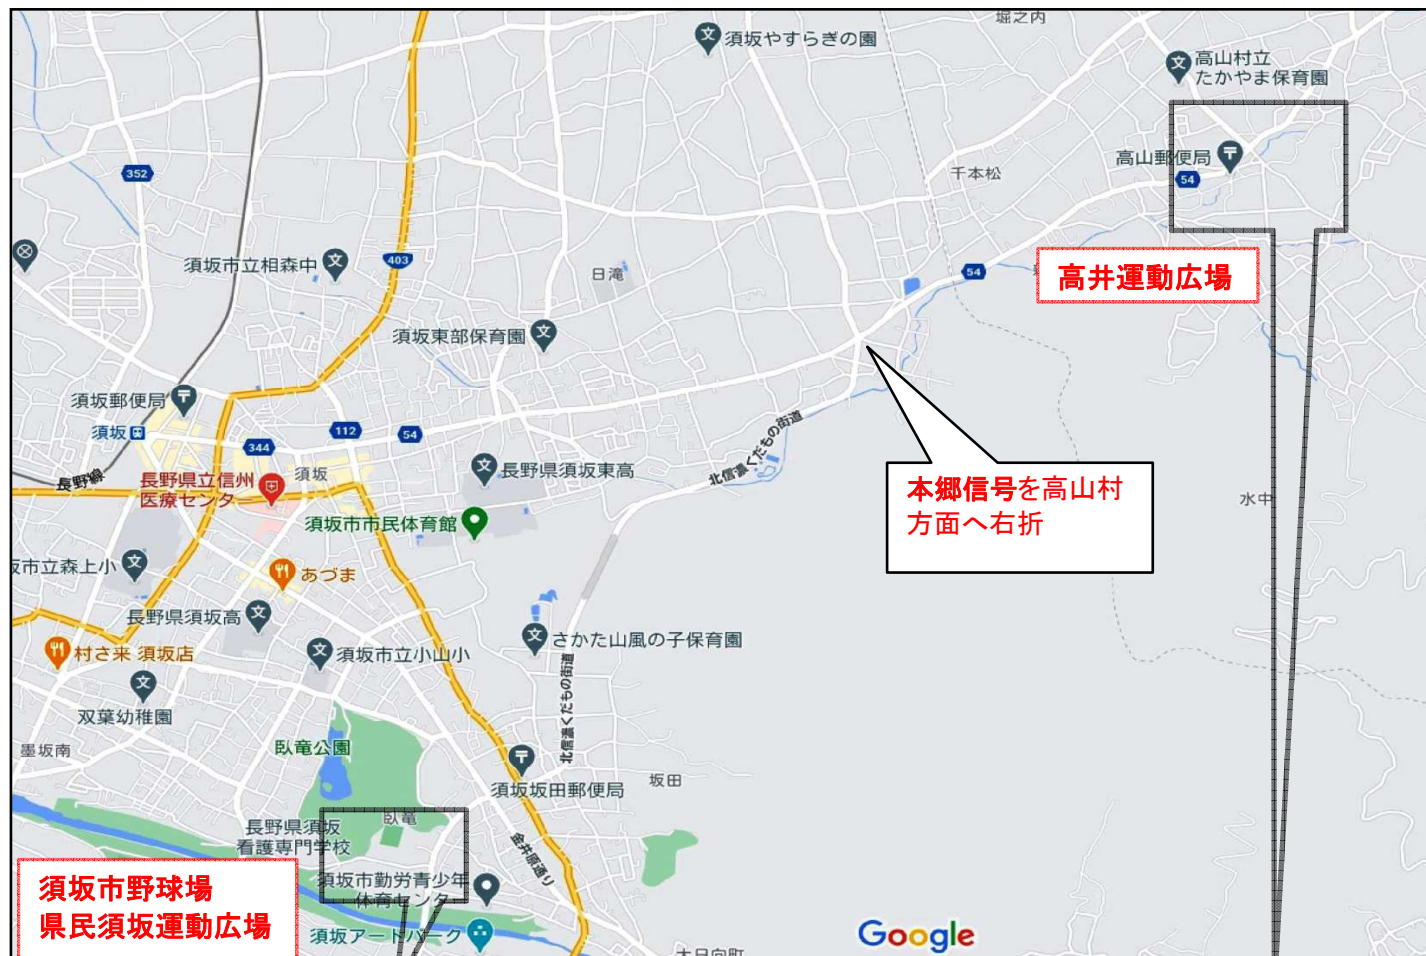 堀之内
須坂やすらぎの園
高山村立
たかやま保育園
高山郵便局
54
千本松
352
403
須坂市立相森中
日滝
54
高井運動広場
須坂東部保育園
須坂郵便局
須坂
344
112
54
須坂
長野線
長野県立信州
医療センター
長野県須坂東高
北信濃くだもの街道
本郷信号を高山村
方面へ右折
水中
須坂市市民体育館
坂市立森上小
あづま
長野県須坂高
村さ来 須坂店
須坂市立小山小
さかた山風の子保育園
北信濃くだもの街道
双葉幼稚園
墨坂南
臥竜公園
須坂坂田郵便局
坂田
臥竜
長野県須坂
看護専門学校
金井原通り
須坂市勤労青少年
体育センター
須坂市野球場
県民須坂運動広場
須坂アートパーク
大日向町
Google